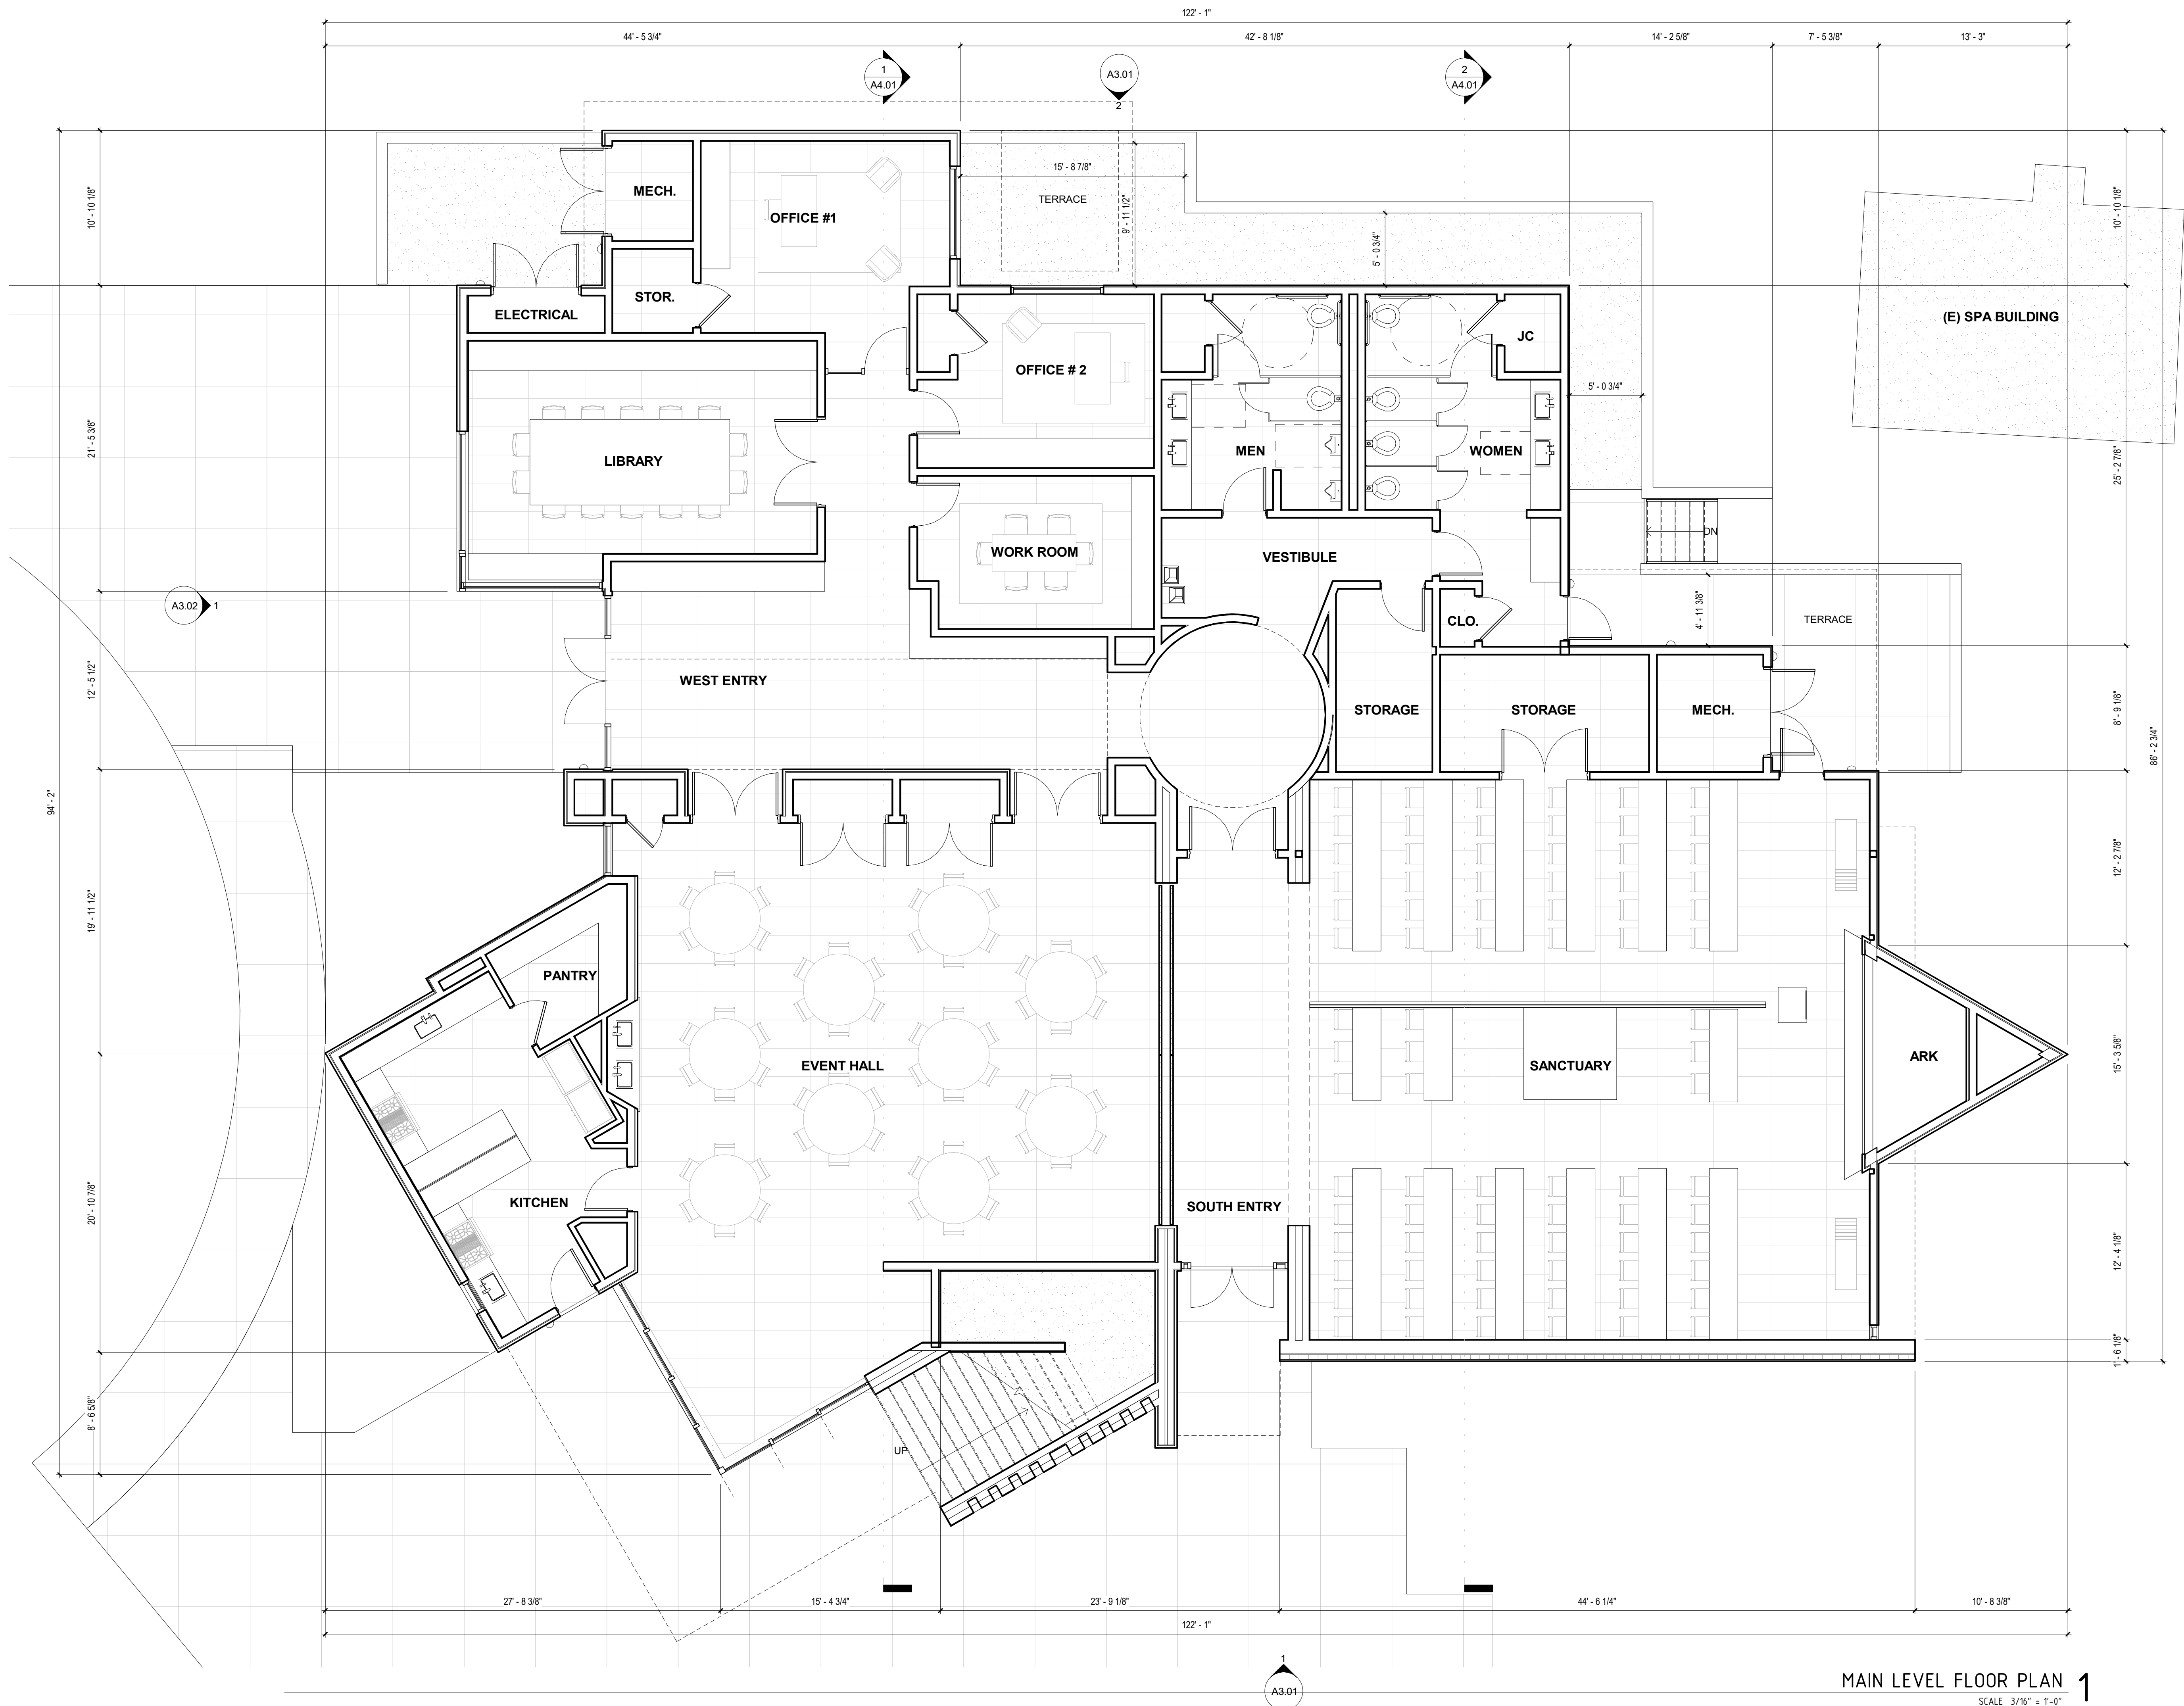 122' - 1"
44' - 5 3/4"
42' - 8 1/8"
14' - 2 5/8"
7' - 5 3/8"
13' - 3"
1
A4.01
A3.01
2
2
A4.01
10' - 10 1/8"
21' - 5 3/8"
12' - 5 1/2"
94' - 2"
19' - 11 1/2"
20' - 10 7/8"
8' - 6 5/8"
MECH.
OFFICE #1
15' - 8 7/8"
TERRACE
9' - 11 1/2"
5' - 0 3/4"
STOR.
ELECTRICAL
OFFICE # 2
JC
(E) SPA BUILDING
5' - 0 3/4"
LIBRARY
MEN
WOMEN
WORK ROOM
VESTIBULE
DN
A3.02
1
CLO.
4' - 11 3/8"
TERRACE
WEST ENTRY
STORAGE
STORAGE
MECH.
PANTRY
EVENT HALL
SANCTUARY
ARK
KITCHEN
SOUTH ENTRY
UP
10' - 10 1/8"
25' - 2 7/8"
8' - 9 1/8"
86' - 2 3/4"
12' - 2 7/8"
15' - 3 5/8"
12' - 4 1/8"
1' - 6 1/8"
27' - 8 3/8"
15' - 4 3/4"
23' - 9 1/8"
44' - 6 1/4"
10' - 8 3/8"
122' - 1"
1
A3.01
MAIN LEVEL FLOOR PLAN 1
SCALE 3/16" = 1'-0"